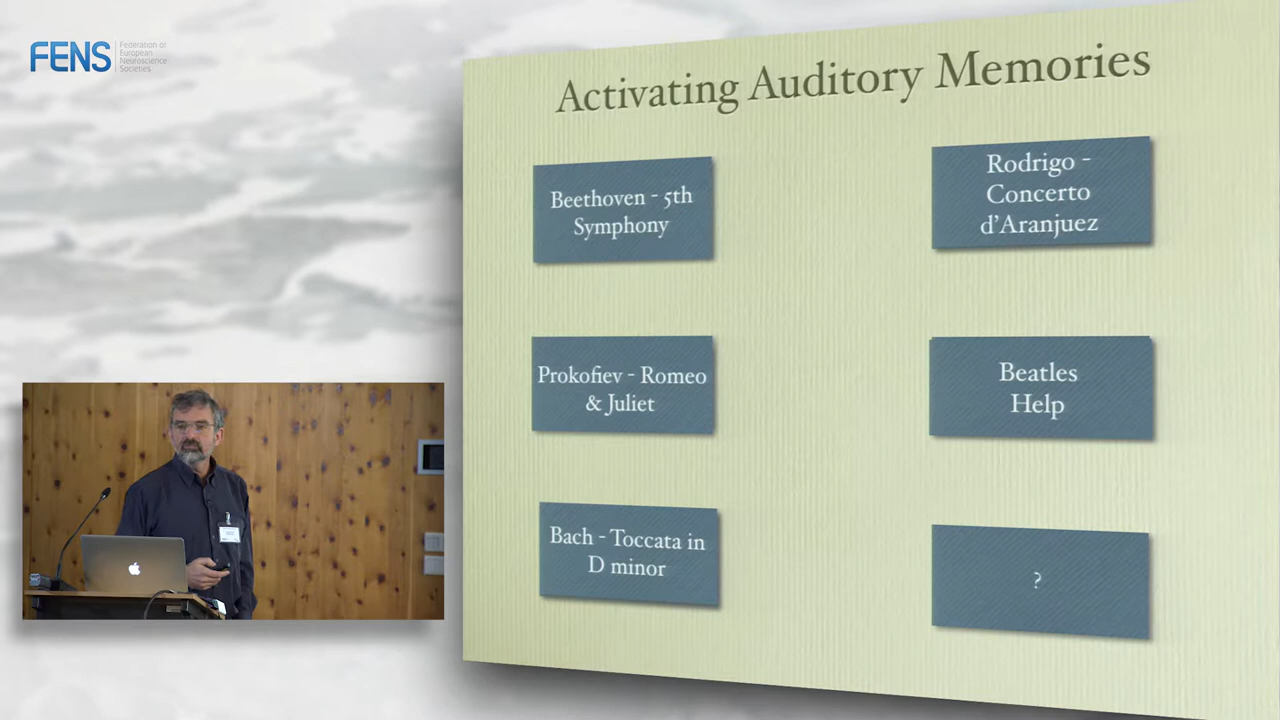 FENS
Federation of
European
Neuroscience
Societies
Activating Auditory Memories
Beethoven - 5th
Symphony
Rodrigo -
Concerto
d'Aranjuez
Prokofiev - Romeo
& Juliet
Beatles
Help
Bach - Toccata in
D minor
?